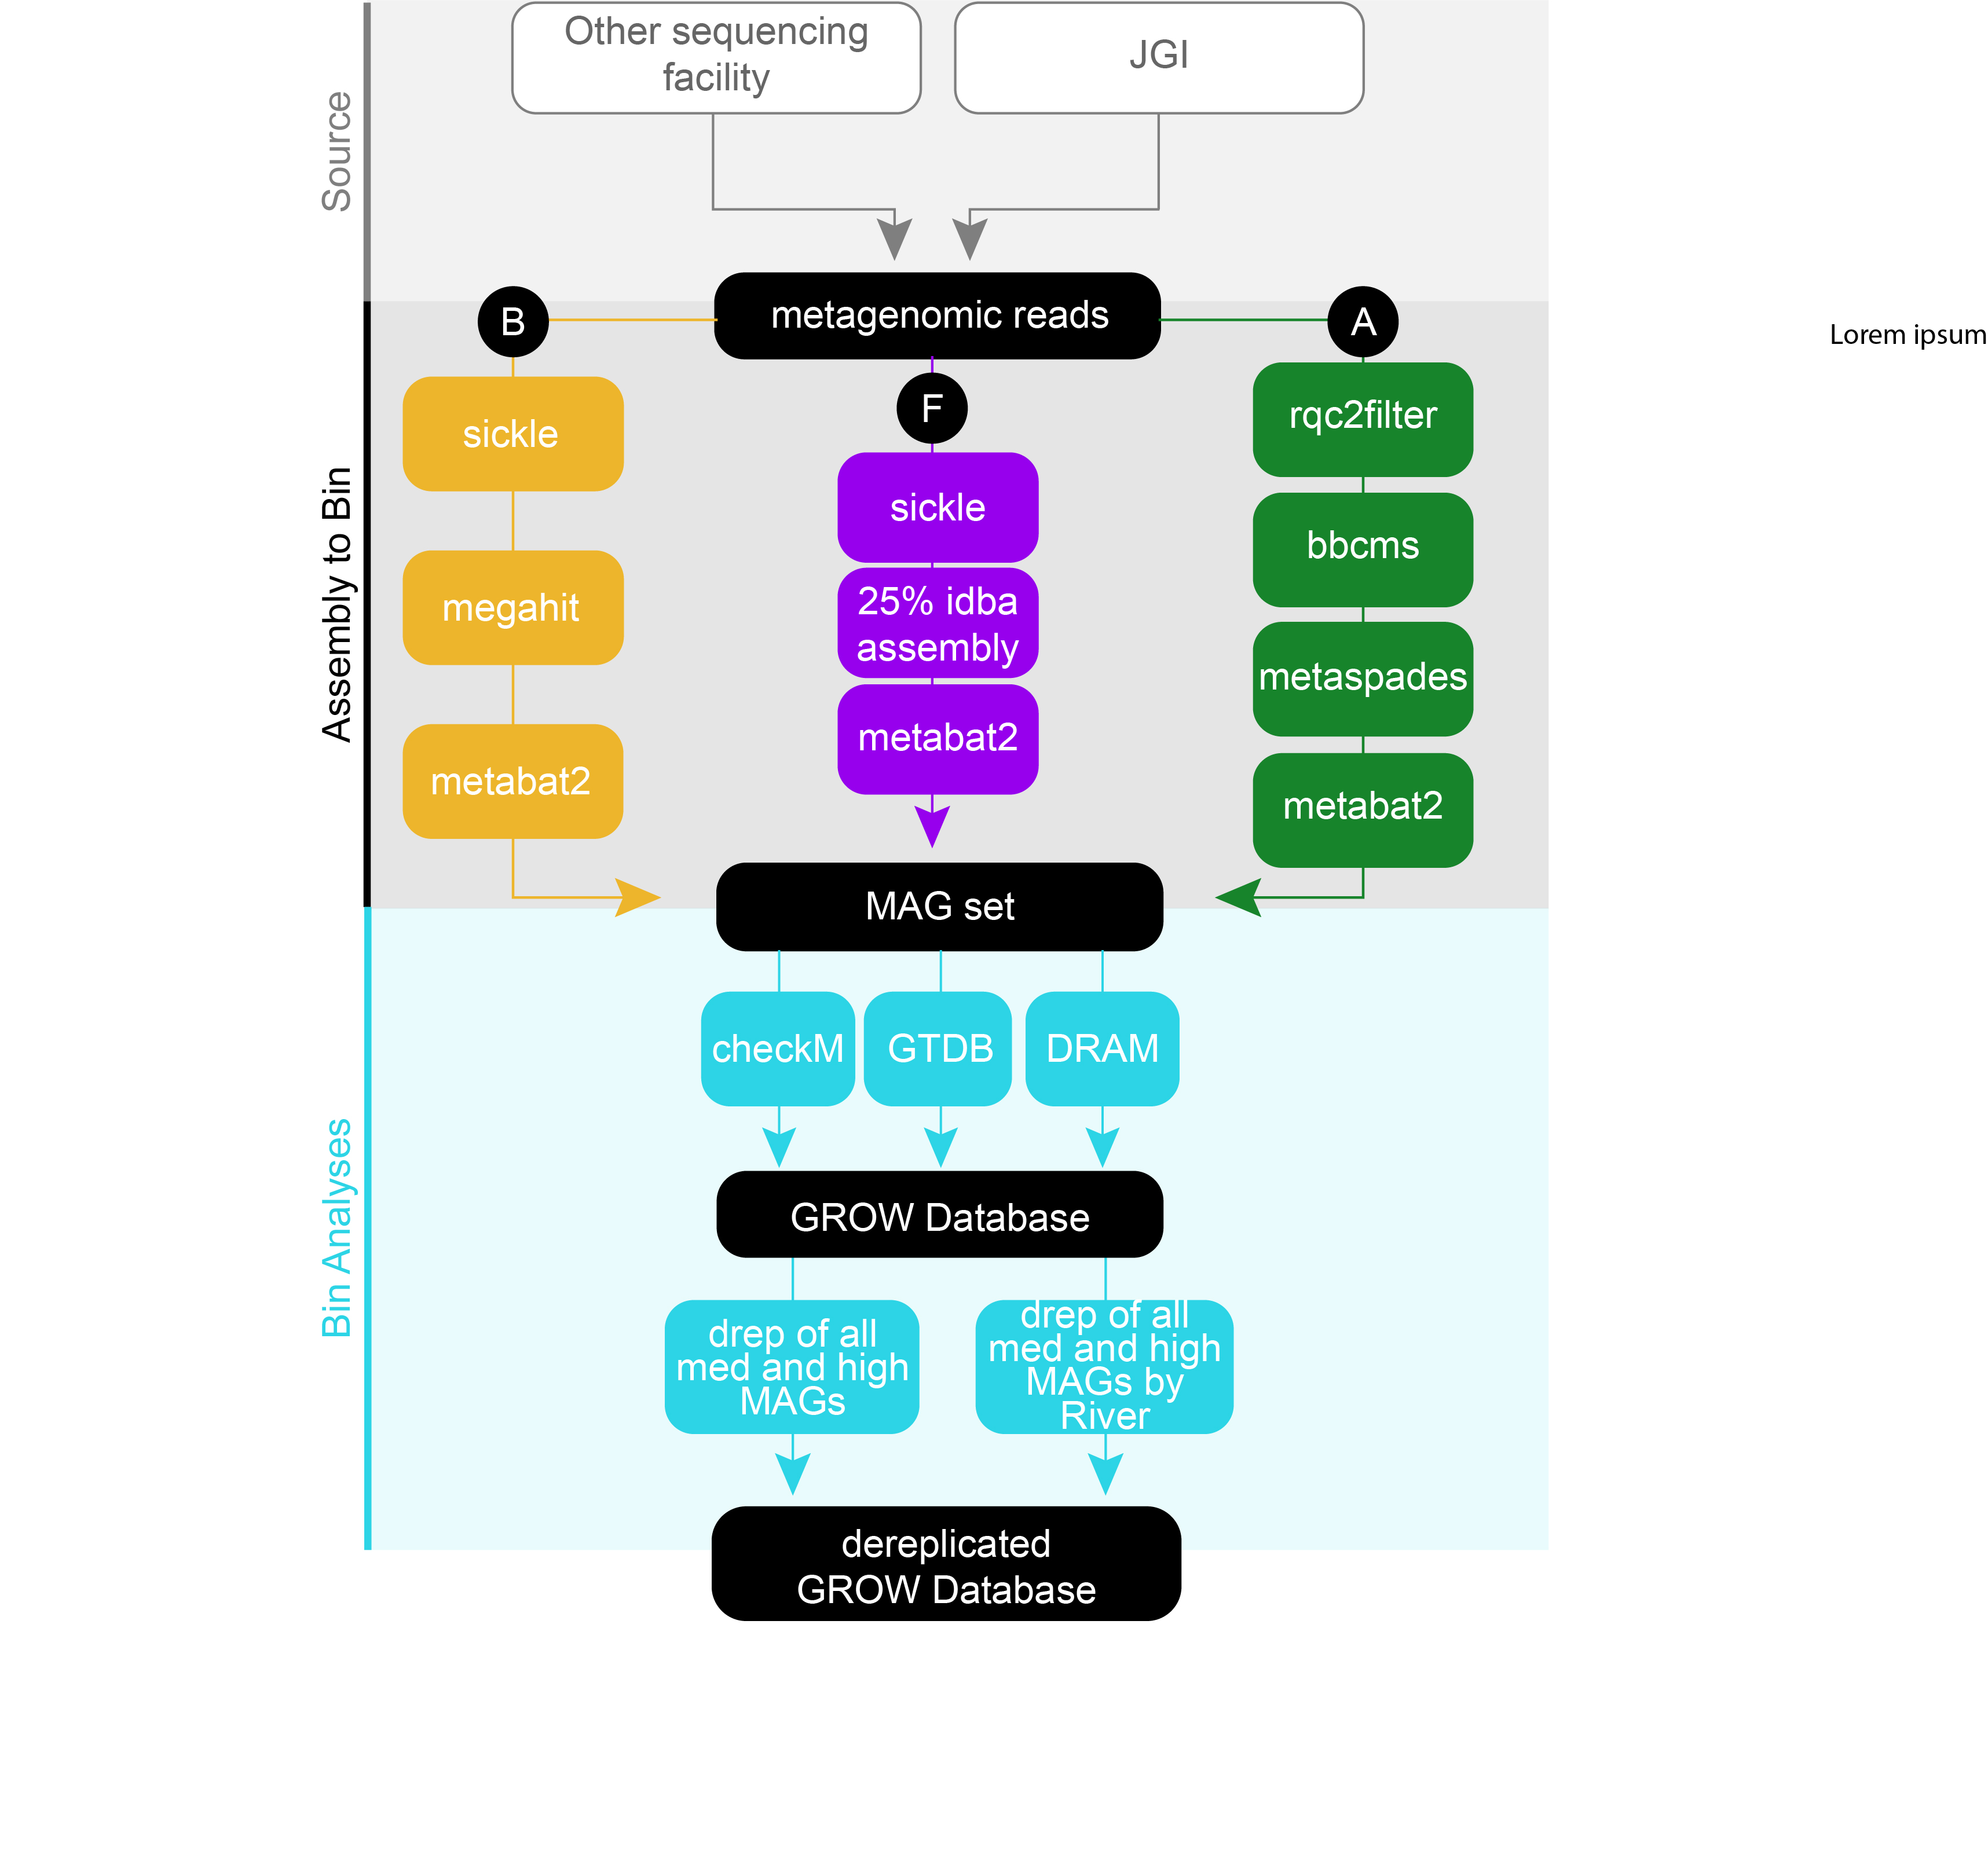 Source
Other sequencing
facility
JGI
metagenomic reads
Assembly to Bin
B
sickle
megahit
metabat2
F
sickle
25% idba
assembly
metabat2
A
rqc2filter
bbcms
metaspades
metabat2
Lorem ipsum
MAG set
Bin Analyses
checkM
GTDB
DRAM
GROW Database
drep of all
med and high
MAGs
drep of all
med and high
MAGs by
River
dereplicated
GROW Database